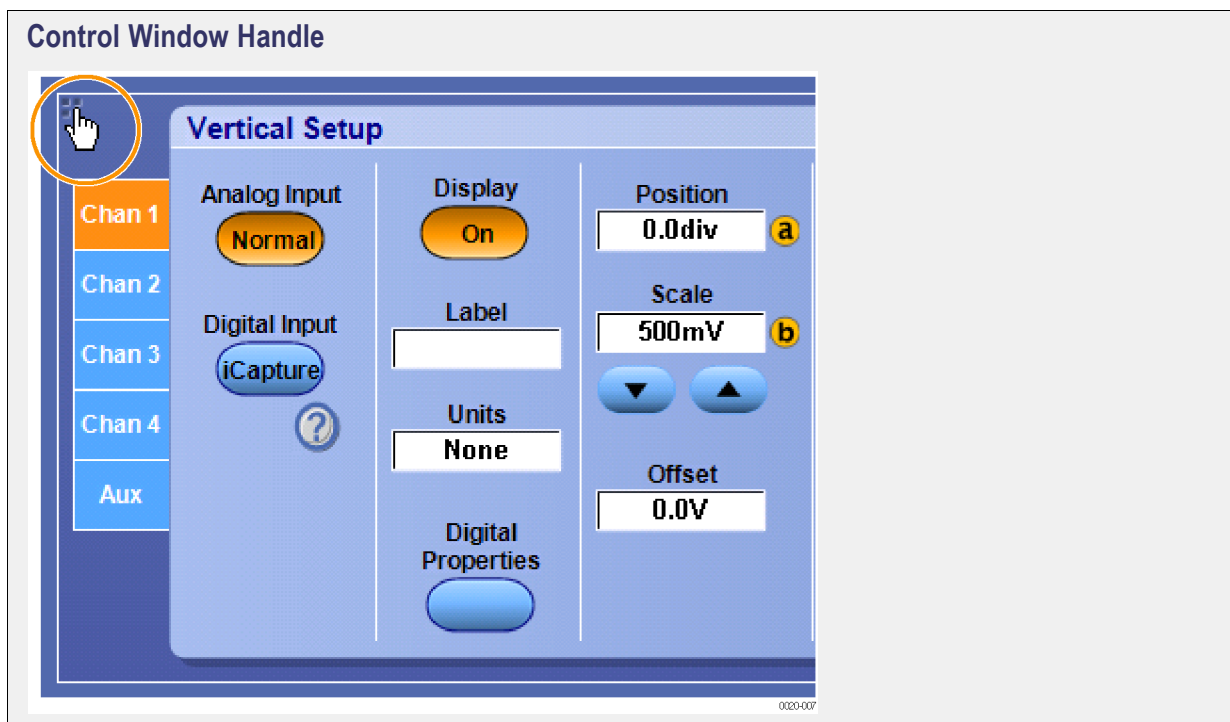 Control Window Handle
Vertical Setup
Chan 1
Chan 2
Chan 3
Chan 4
Aux
Analog Input
Normal
Digital Input
iCapture
?
Display
On
Label
Units
None
Digital
Properties
Position
0.0div
a
Scale
500mV
b
Offset
0.0V
0020-007